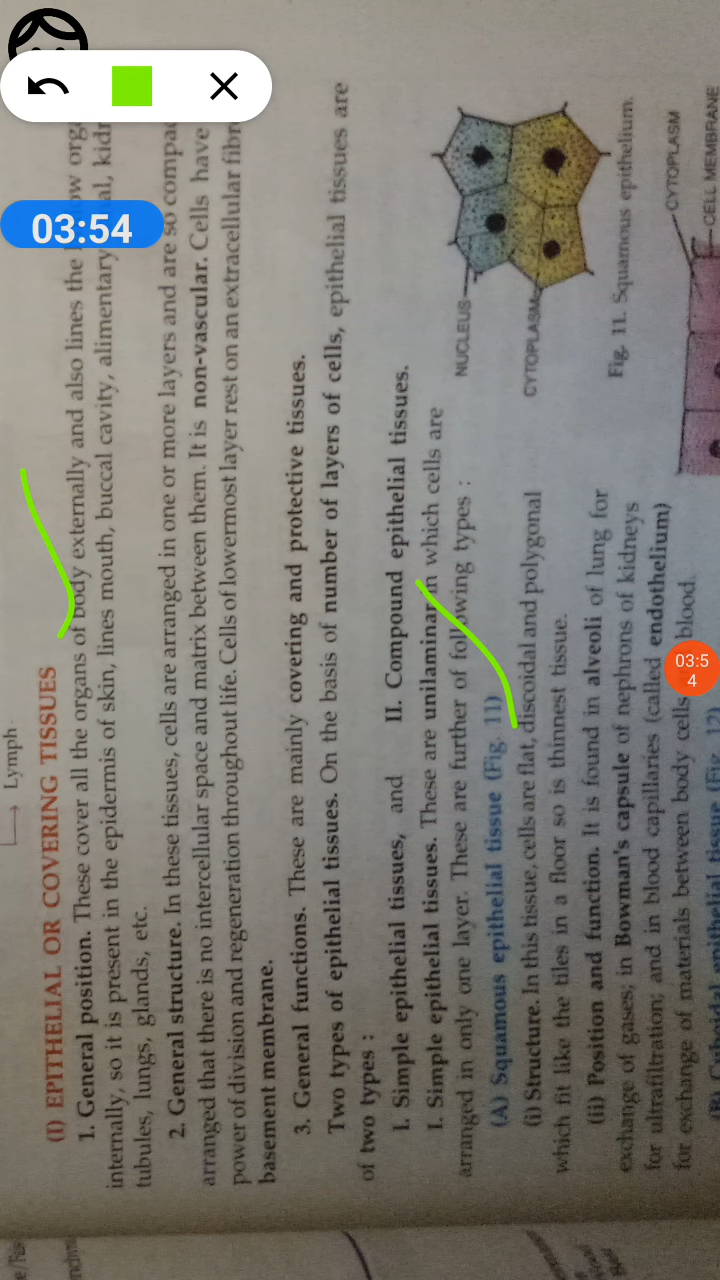 03:54
03:5
4
Lymph
(I) EPITHELIAL OR COVERING TISSUES
1. General position. These cover all the organs of body externally and also lines the
internally, so it is present in the epidermis of skin, lines mouth, buccal cavity, alimentary
tubules, lungs, glands, etc.
2. General structure. In these tissues, cells are arranged in one or more layers and are so
arranged that there is no intercellular space and matrix between them. It is non-vascular. Cells have
power of division and regeneration throughout life. Cells of lowermost layer rest on an extracellular
basement membrane.
3. General functions. These are mainly covering and protective tissues.
Two types of epithelial tissues. On the basis of number of layers of cells, epithelial tissues are
of two types :
I. Simple epithelial tissues, and II. Compound epithelial tissues.
I. Simple epithelial tissues. These are unilaminar in which cells are
arranged in only one layer. These are further of following types :
(A) Squamous epithelial tissue (Fig. 11)
(i) Structure. In this tissue, cells are flat, discoidal and polygonal
which fit like the tiles in a floor so is thinnest tissue.
(ii) Position and function. It is found in alveoli of lung for
exchange of gases; in Bowman's capsule of nephrons of kidneys
for ultrafiltration; and in blood capillaries (called endothelium)
for exchange of materials between body cells blood.
NUCLEUS
CYTOPLASM
Fig. 11. Squamous epithelium.
CYTOPLASM
CELL MEMBRANE